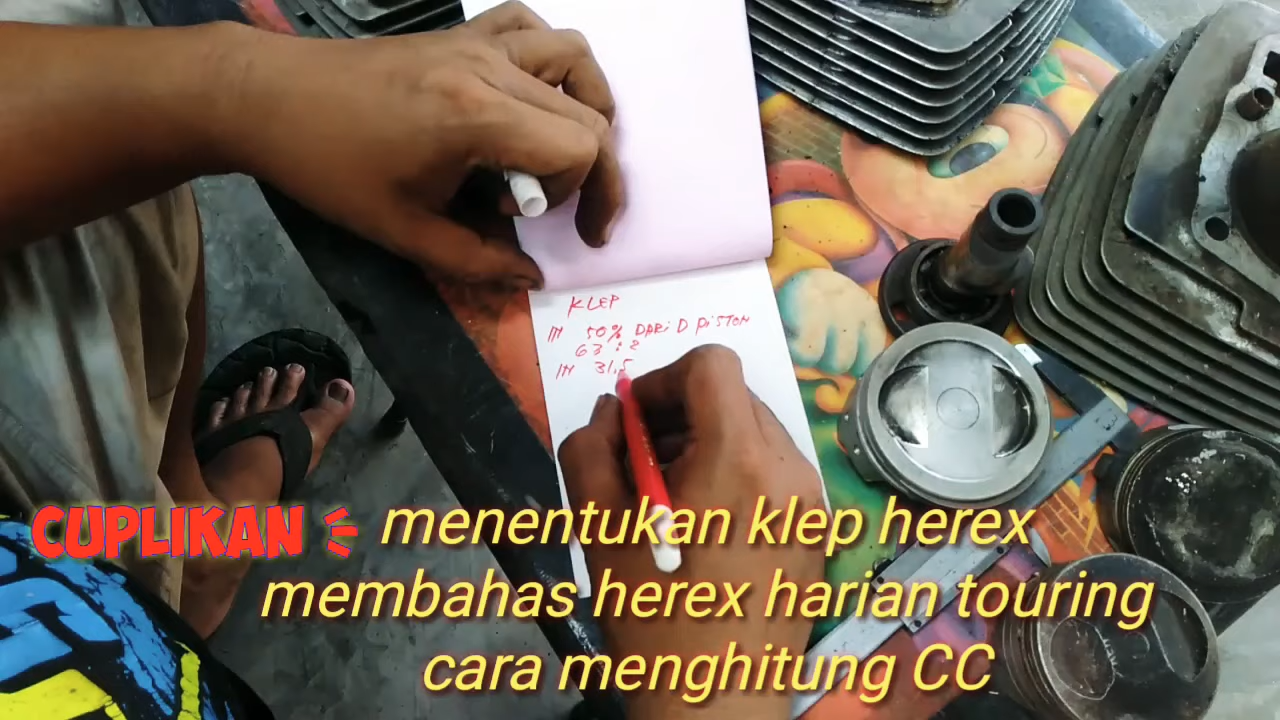 KLEP
IN 50% DARi D PiSTON
63 : 2
IN 31,5
CUPLIKAN menentukan klep herex
membahas herex harian touring
cara menghitung CC